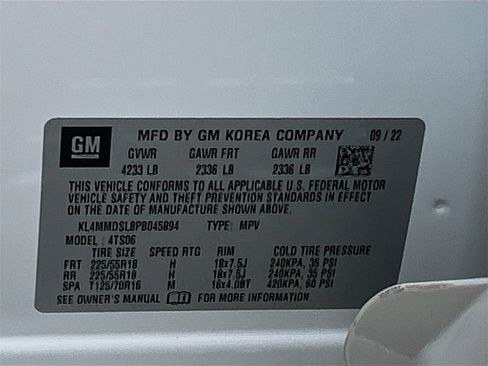 GM MFD BY GM KOREA COMPANY 09 / 22
GVWR GAWR FRT GAWR RR
4233 LB 2336 LB 2336 LB
THIS VEHICLE CONFORMS TO ALL APPLICABLE U.S. FEDERAL MOTOR
VEHICLE SAFETY AND THEFT PREVENTION STANDARDS IN EFFECT
ON THE DATE OF MANUFACTURE SHOWN ABOVE.
KL4MMDSL8PB045894 TYPE: MPV
MODEL : 4TS06
TIRE SIZE SPEED RTG RIM COLD TIRE PRESSURE
FRT 225/55R18 H 18x7.5J 240KPA, 35 PSI
RR 225/55R18 H 18x7.5J 240KPA, 35 PSI
SPA T125/70R16 M 16x4.0BT 420KPA, 60 PSI
SEE OWNER'S MANUAL FOR MORE INFORMATION.